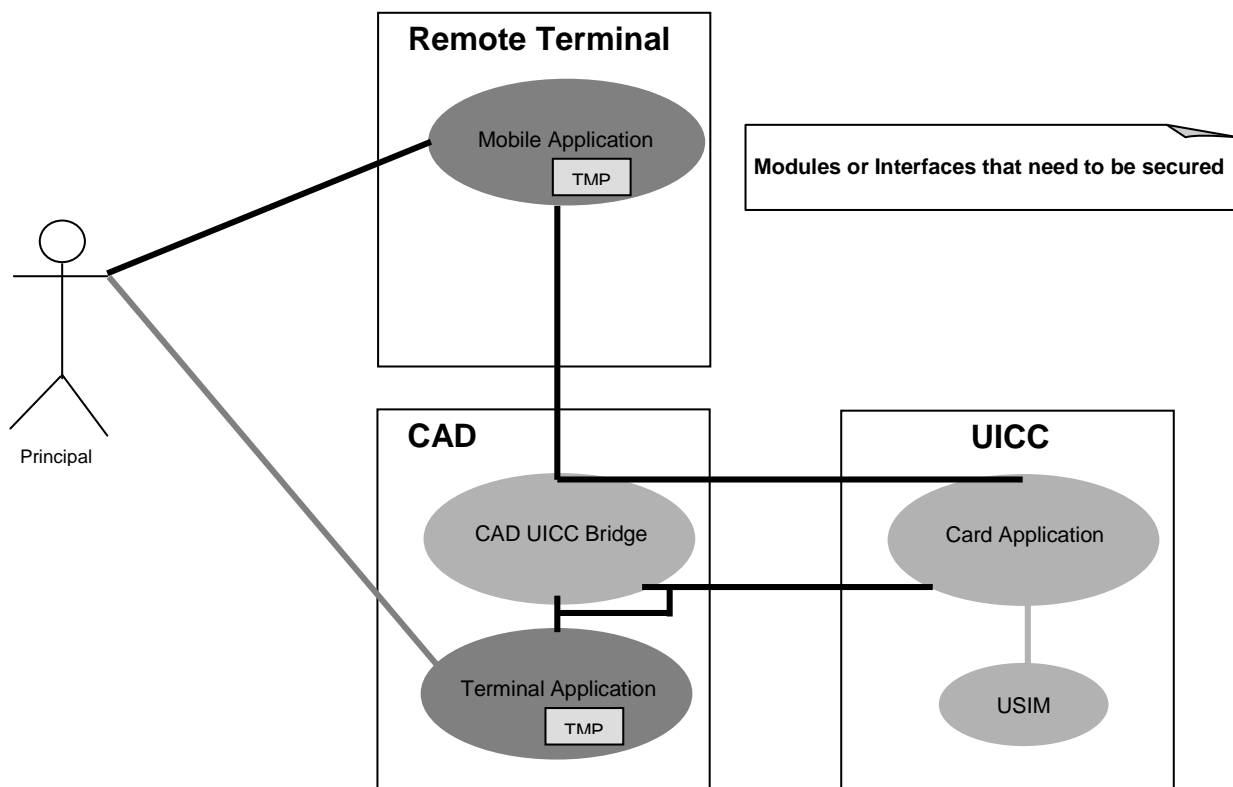 Remote Terminal
Mobile Application
TMP
Modules or Interfaces that need to be secured
Principal
CAD
UICC
CAD UICC Bridge
Card Application
Terminal Application
TMP
USIM